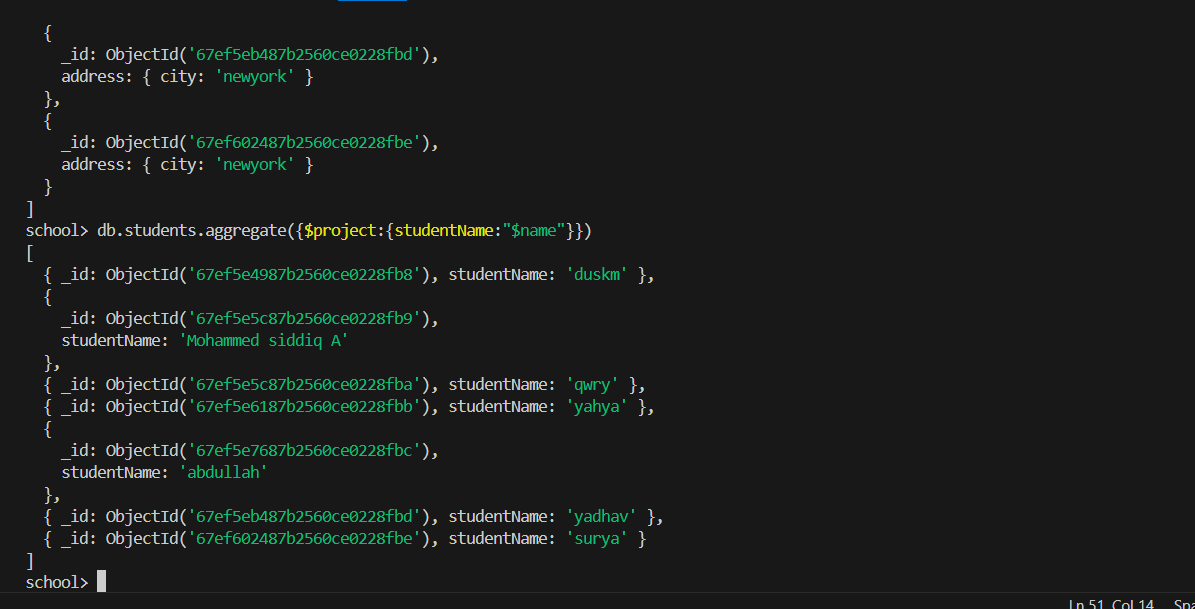 {
_id: ObjectId('67ef5eb487b2560ce0228fbd'),
address: { city: 'newyork' }
},
{
_id: ObjectId('67ef602487b2560ce0228fbe'),
address: { city: 'newyork' }
}
]
school> db.students.aggregate({$project:{studentName:"$name"}})
[
{ _id: ObjectId('67ef5e4987b2560ce0228fb8'), studentName: 'duskm' },
{
_id: ObjectId('67ef5e5c87b2560ce0228fb9'),
studentName: 'Mohammed siddiq A'
},
{ _id: ObjectId('67ef5e5c87b2560ce0228fba'), studentName: 'qwry' },
{ _id: ObjectId('67ef5e6187b2560ce0228fbb'), studentName: 'yahya' },
{
_id: ObjectId('67ef5e7687b2560ce0228fbc'),
studentName: 'abdullah'
},
{ _id: ObjectId('67ef5eb487b2560ce0228fbd'), studentName: 'yadhav' },
{ _id: ObjectId('67ef602487b2560ce0228fbe'), studentName: 'surya' }
]
school>
Ln 51, Col 14